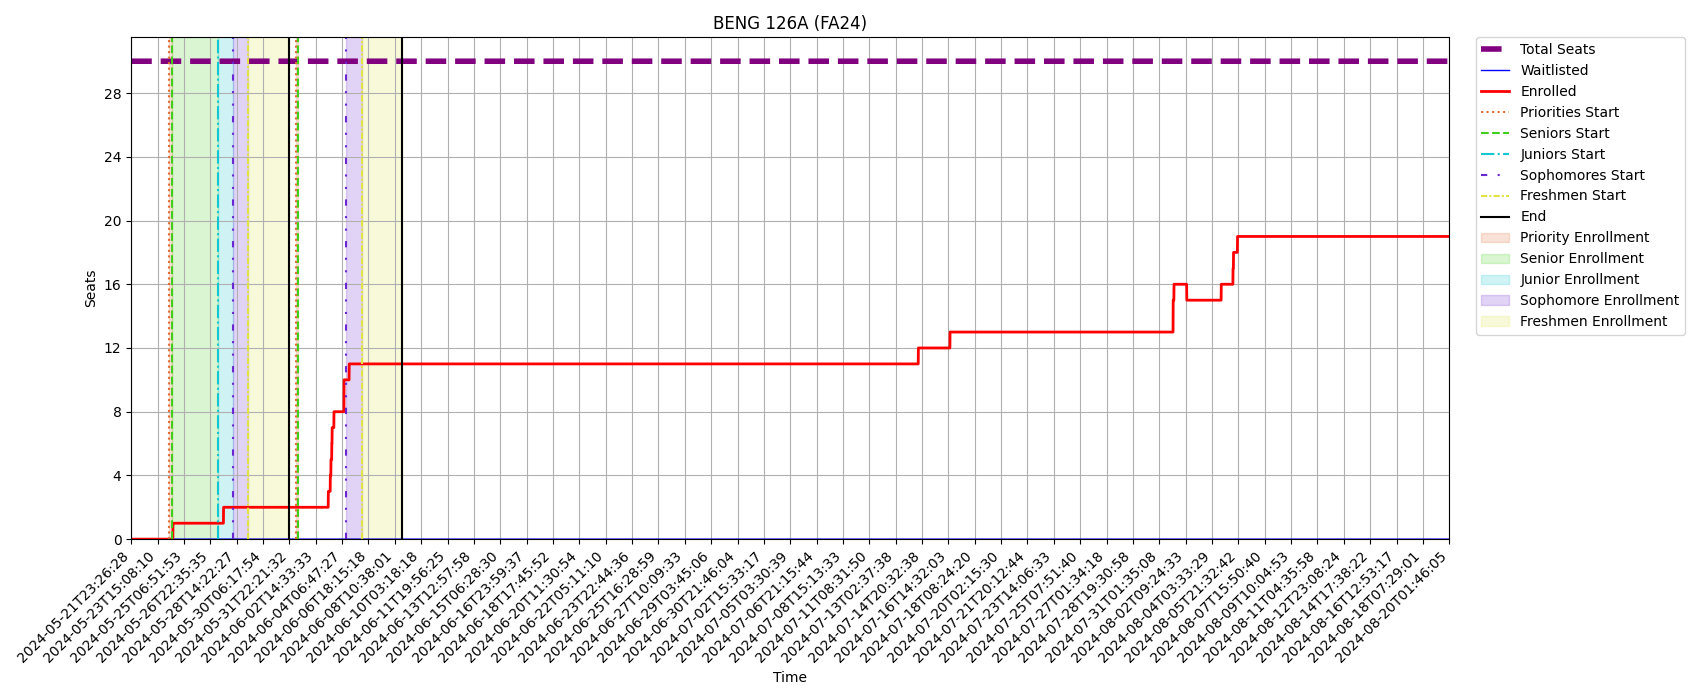 BENG 126A (FA24)
Seats
28
24
20
16
12
8
4
0
2024-05-21T23:26:28
2024-05-23T15:08:10
2024-05-25T06:51:53
2024-05-26T22:35:35
2024-05-28T14:22:27
2024-05-30T06:17:54
2024-05-31T22:21:32
2024-06-02T14:33:33
2024-06-04T06:47:27
2024-06-06T18:15:18
2024-06-08T10:38:01
2024-06-10T03:18:18
2024-06-11T19:56:25
2024-06-13T12:57:58
2024-06-15T06:28:30
2024-06-16T23:59:37
2024-06-18T17:45:52
2024-06-20T11:30:54
2024-06-22T05:11:10
2024-06-23T22:44:36
2024-06-25T16:28:59
2024-06-27T10:09:33
2024-06-29T03:45:06
2024-06-30T21:46:04
2024-07-02T15:33:17
2024-07-05T03:30:39
2024-07-06T21:15:44
2024-07-08T15:13:33
2024-07-11T08:31:50
2024-07-13T02:37:38
2024-07-14T20:32:38
2024-07-16T14:32:03
2024-07-18T08:24:20
2024-07-20T02:15:30
2024-07-21T20:12:44
2024-07-23T14:06:33
2024-07-25T07:51:40
2024-07-27T01:34:18
2024-07-28T19:30:58
2024-07-31T01:35:08
2024-08-02T09:24:33
2024-08-04T03:33:29
2024-08-05T21:32:42
2024-08-07T15:50:40
2024-08-09T10:04:53
2024-08-11T04:35:58
2024-08-12T23:08:24
2024-08-14T17:38:22
2024-08-16T12:53:17
2024-08-18T07:29:01
2024-08-20T01:46:05
Time
Total Seats
Waitlisted
Enrolled
Priorities Start
Seniors Start
Juniors Start
Sophomores Start
Freshmen Start
End
Priority Enrollment
Senior Enrollment
Junior Enrollment
Sophomore Enrollment
Freshmen Enrollment